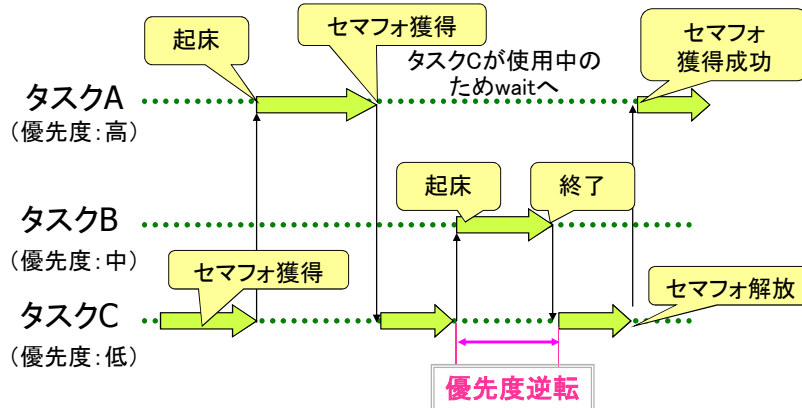 起床
セマフォ獲得
タスクCが使用中の
ためwaitへ
セマフォ
獲得成功
タスクA
（優先度：高）
起床
終了
タスクB
（優先度：中）
セマフォ獲得
セマフォ解放
タスクC
（優先度：低）
優先度逆転